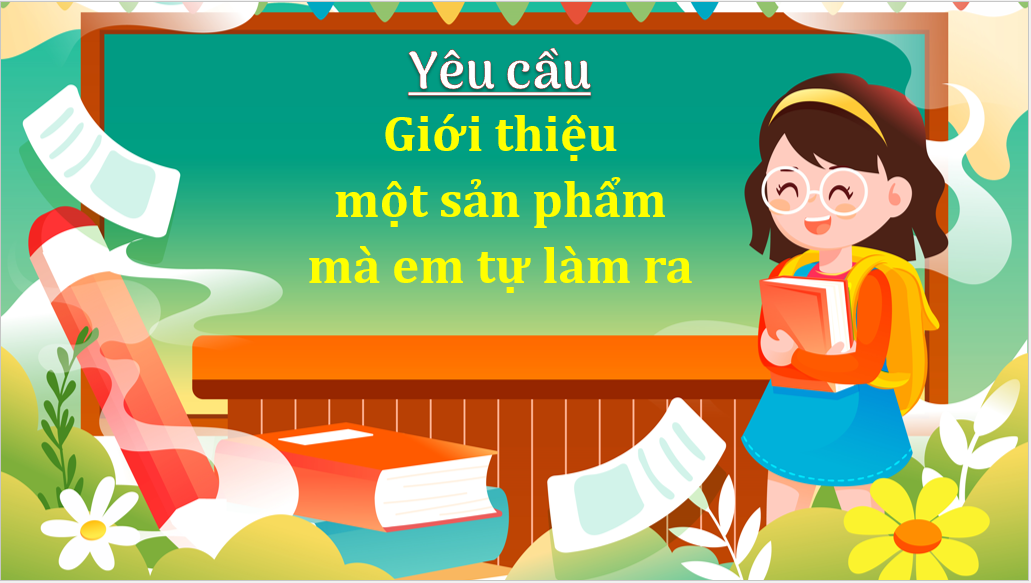 Yêu cầu
Giới thiệu
một sản phẩm
mà em tự làm ra